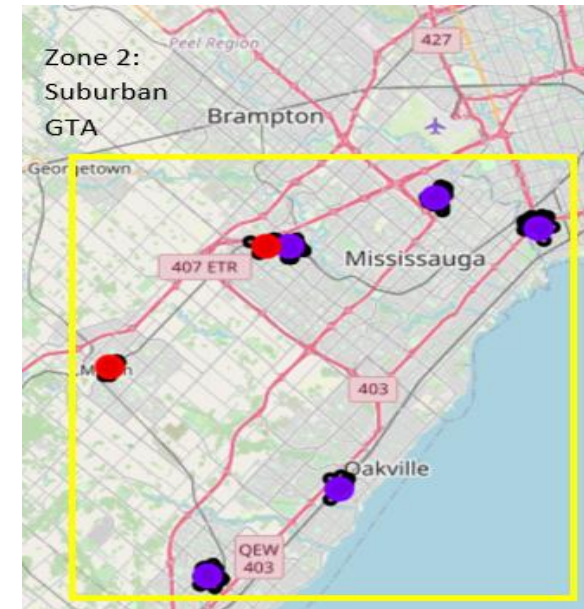 Zone 2:
Suburban
GTA
Peel Region
427
Brampton
Georgetown
Mississauga
407 ETR
403
Oakville
QEW
403